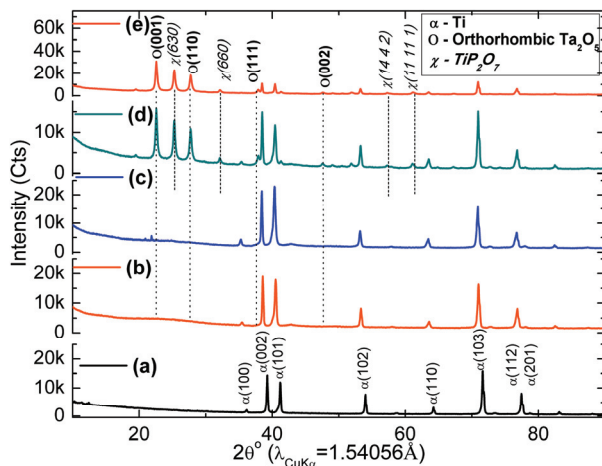 (e)
60k
40k
20k
0
O(001)
χ(630)
O(110)
χ(660)
O(111)
O(002)
χ(14 4 2)
χ(11 11 1)
α - Ti
O - Orthorhombic Ta₂O₅
χ - TiP₂O₇
(d)
10k
0
(c)
20k
10k
0
(b)
20k
10k
0
(a)
20k
10k
0
α(100)
α(002)
α(101)
α(102)
α(110)
α(103)
α(112)
α(201)
20
40
60
80
Intensity (Cts)
2θ° (λCuKα=1.54056Å)